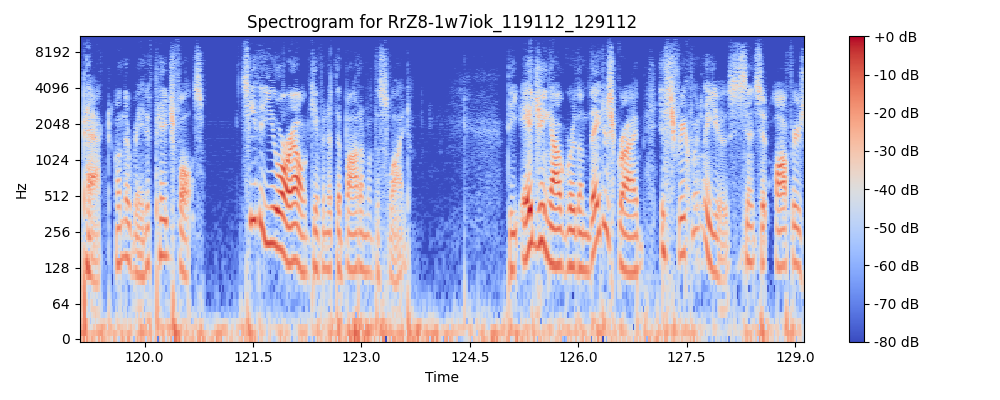 Spectrogram for RrZ8-1w7iok_119112_129112
Hz
8192
4096
2048
1024
512
256
128
64
0
120.0 121.5 123.0 124.5 126.0 127.5 129.0
Time
+0 dB
-10 dB
-20 dB
-30 dB
-40 dB
-50 dB
-60 dB
-70 dB
-80 dB